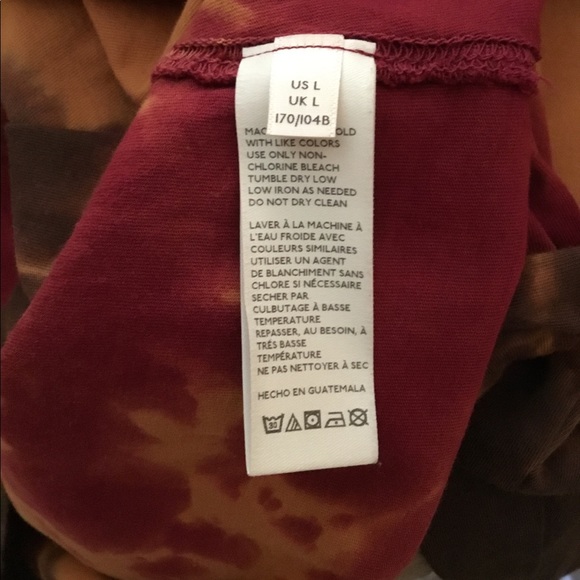 US L
UK L
170/104B
MAC OLD
WITH LIKE COLORS
USE ONLY NON-
CHLORINE BLEACH
TUMBLE DRY LOW
LOW IRON AS NEEDED
DO NOT DRY CLEAN
LAVER À LA MACHINE À
L'EAU FROIDE AVEC
COULEURS SIMILAIRES
UTILISER UN AGENT
DE BLANCHIMENT SANS
CHLORE SI NÉCESSAIRE
SECHER PAR
CULBUTAGE À BASSE
TEMPERATURE
REPASSER, AU BESOIN, À
TRÈS BASSE
TEMPÉRATURE
NE PAS NETTOYER À SEC
HECHO EN GUATEMALA
30